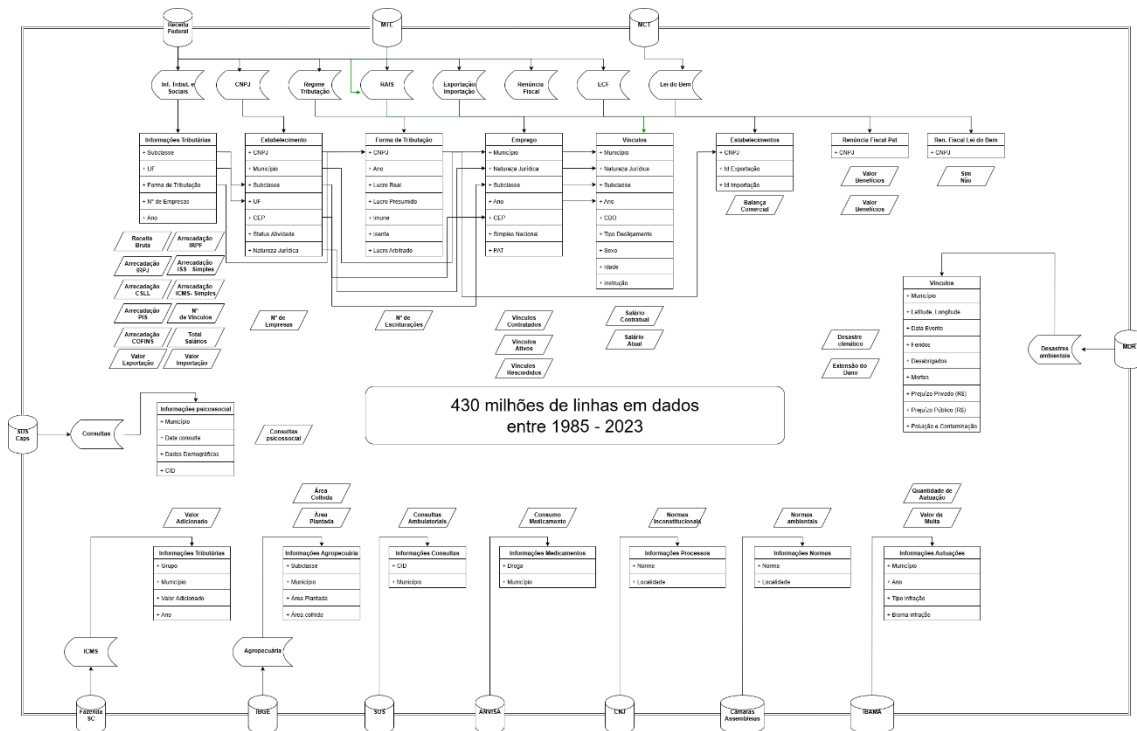 Receita
Federal
MTE
MCT
Inf. Tribut. e
Sociais
CNPJ
Regime
Tributação
RAIS
Exportação
Importação
Renúncia
Fiscal
ECF
Lei do Bem
Informações Tributárias
+ Subclasse
+ UF
+ Forma de Tributação
+ N° de Empresas
+ Ano
Estabelecimento
+ CNPJ
+ Município
+ Subclasse
+ UF
+ CEP
+ Status Atividade
+ Natureza Jurídica
Forma de Tributação
+ CNPJ
+ Ano
+ Lucro Real
+ Lucro Presumido
+ Imune
+ Isenta
+ Lucro Arbitrado
Emprego
+ Município
+ Natureza Jurídica
+ Subclasse
+ Ano
+ CEP
+ Simples Nacional
+ PAT
Vínculos
+ Município
+ Natureza Jurídica
+ Subclasse
+ Ano
+ CBO
+ Tipo Desligamento
+ Sexo
+ Idade
+ Instrução
Estabelecimentos
+ CNPJ
+ Id Exportação
+ Id Importação
Renúncia Fiscal Pat
+ CNPJ
Ren. Fiscal Lei do Bem
+ CNPJ
Valor
Benefícios
Valor
Benefícios
Sim
Não
Balança
Comercial
Receita
Bruta
Arrecadação
IRPF
Arrecadação
IRPJ
Arrecadação
ISS - Simples
Arrecadação
CSLL
Arrecadação
ICMS- Simples
Arrecadação
PIS
N°
de Vínculos
Arrecadação
COFINS
Total
Salários
Valor
Exportação
Valor
Importação
N° de
Empresas
N° de
Escriturações
Vínculos
Contratados
Vínculos
Ativos
Vínculos
Rescindidos
Salário
Contratual
Salário
Atual
Desastre
climático
Extensão do
Dano
Vínculos
+ Município
+ Latitude, Longitude
+ Data Evento
+ Feridos
+ Desabrigados
+ Mortes
+ Prejuízo Privado (R$)
+ Prejuízo Público (R$)
+ Poluição e Contaminação
Desastres
ambientais
MDR
430 milhões de linhas em dados
entre 1985 - 2023
SUS
Caps
Consultas
Informações psicossocial
+ Município
+ Data consulta
+ Dados Demográficos
+ CID
Consultas
psicossocial
Valor
Adicionado
Área
Colhida
Área
Plantada
Consultas
Ambulatoriais
Consumo
Medicamento
Normas
Inconstitucionais
Normas
ambientais
Quantidade de
Autuação
Valor da
Multa
Informações Tributárias
+ Grupo
+ Município
+ Valor Adicionado
+ Ano
Informações Agropecuária
+ Subclasse
+ Município
+ Área Plantada
+ Área colhida
Informações Consultas
+ CID
+ Município
Informações Medicamentos
+ Droga
+ Município
Informações Processos
+ Norma
+ Localidade
Informações Normas
+ Norma
+ Localidade
Informações Autuações
+ Município
+ Ano
+ Tipo infração
+ Bioma infração
ICMS
Agropecuária
Fazenda
SC
IBGE
SUS
ANVISA
CNJ
Câmaras
Assembleias
IBAMA